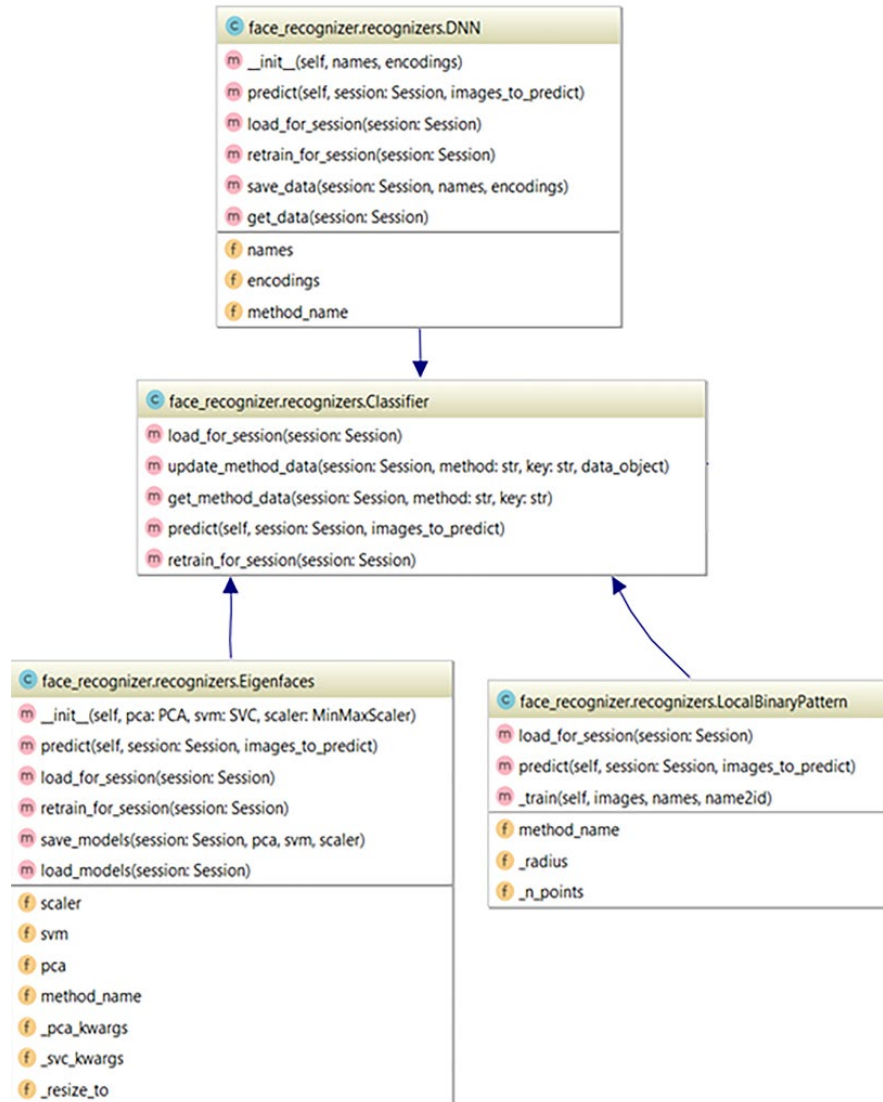 face_recognizer.recognizers.DNN
__init__(self, names, encodings)
predict(self, session: Session, images_to_predict)
load_for_session(session: Session)
retrain_for_session(session: Session)
save_data(session: Session, names, encodings)
get_data(session: Session)
names
encodings
method_name
face_recognizer.recognizers.Classifier
load_for_session(session: Session)
update_method_data(session: Session, method: str, key: str, data_object)
get_method_data(session: Session, method: str, key: str)
predict(self, session: Session, images_to_predict)
retrain_for_session(session: Session)
face_recognizer.recognizers.Eigenfaces
__init__(self, pca: PCA, svm: SVC, scaler: MinMaxScaler)
predict(self, session: Session, images_to_predict)
load_for_session(session: Session)
retrain_for_session(session: Session)
save_models(session: Session, pca, svm, scaler)
load_models(session: Session)
scaler
svm
pca
method_name
_pca_kwargs
_svc_kwargs
_resize_to
face_recognizer.recognizers.LocalBinaryPattern
load_for_session(session: Session)
predict(self, session: Session, images_to_predict)
_train(self, images, names, name2id)
method_name
_radius
_n_points